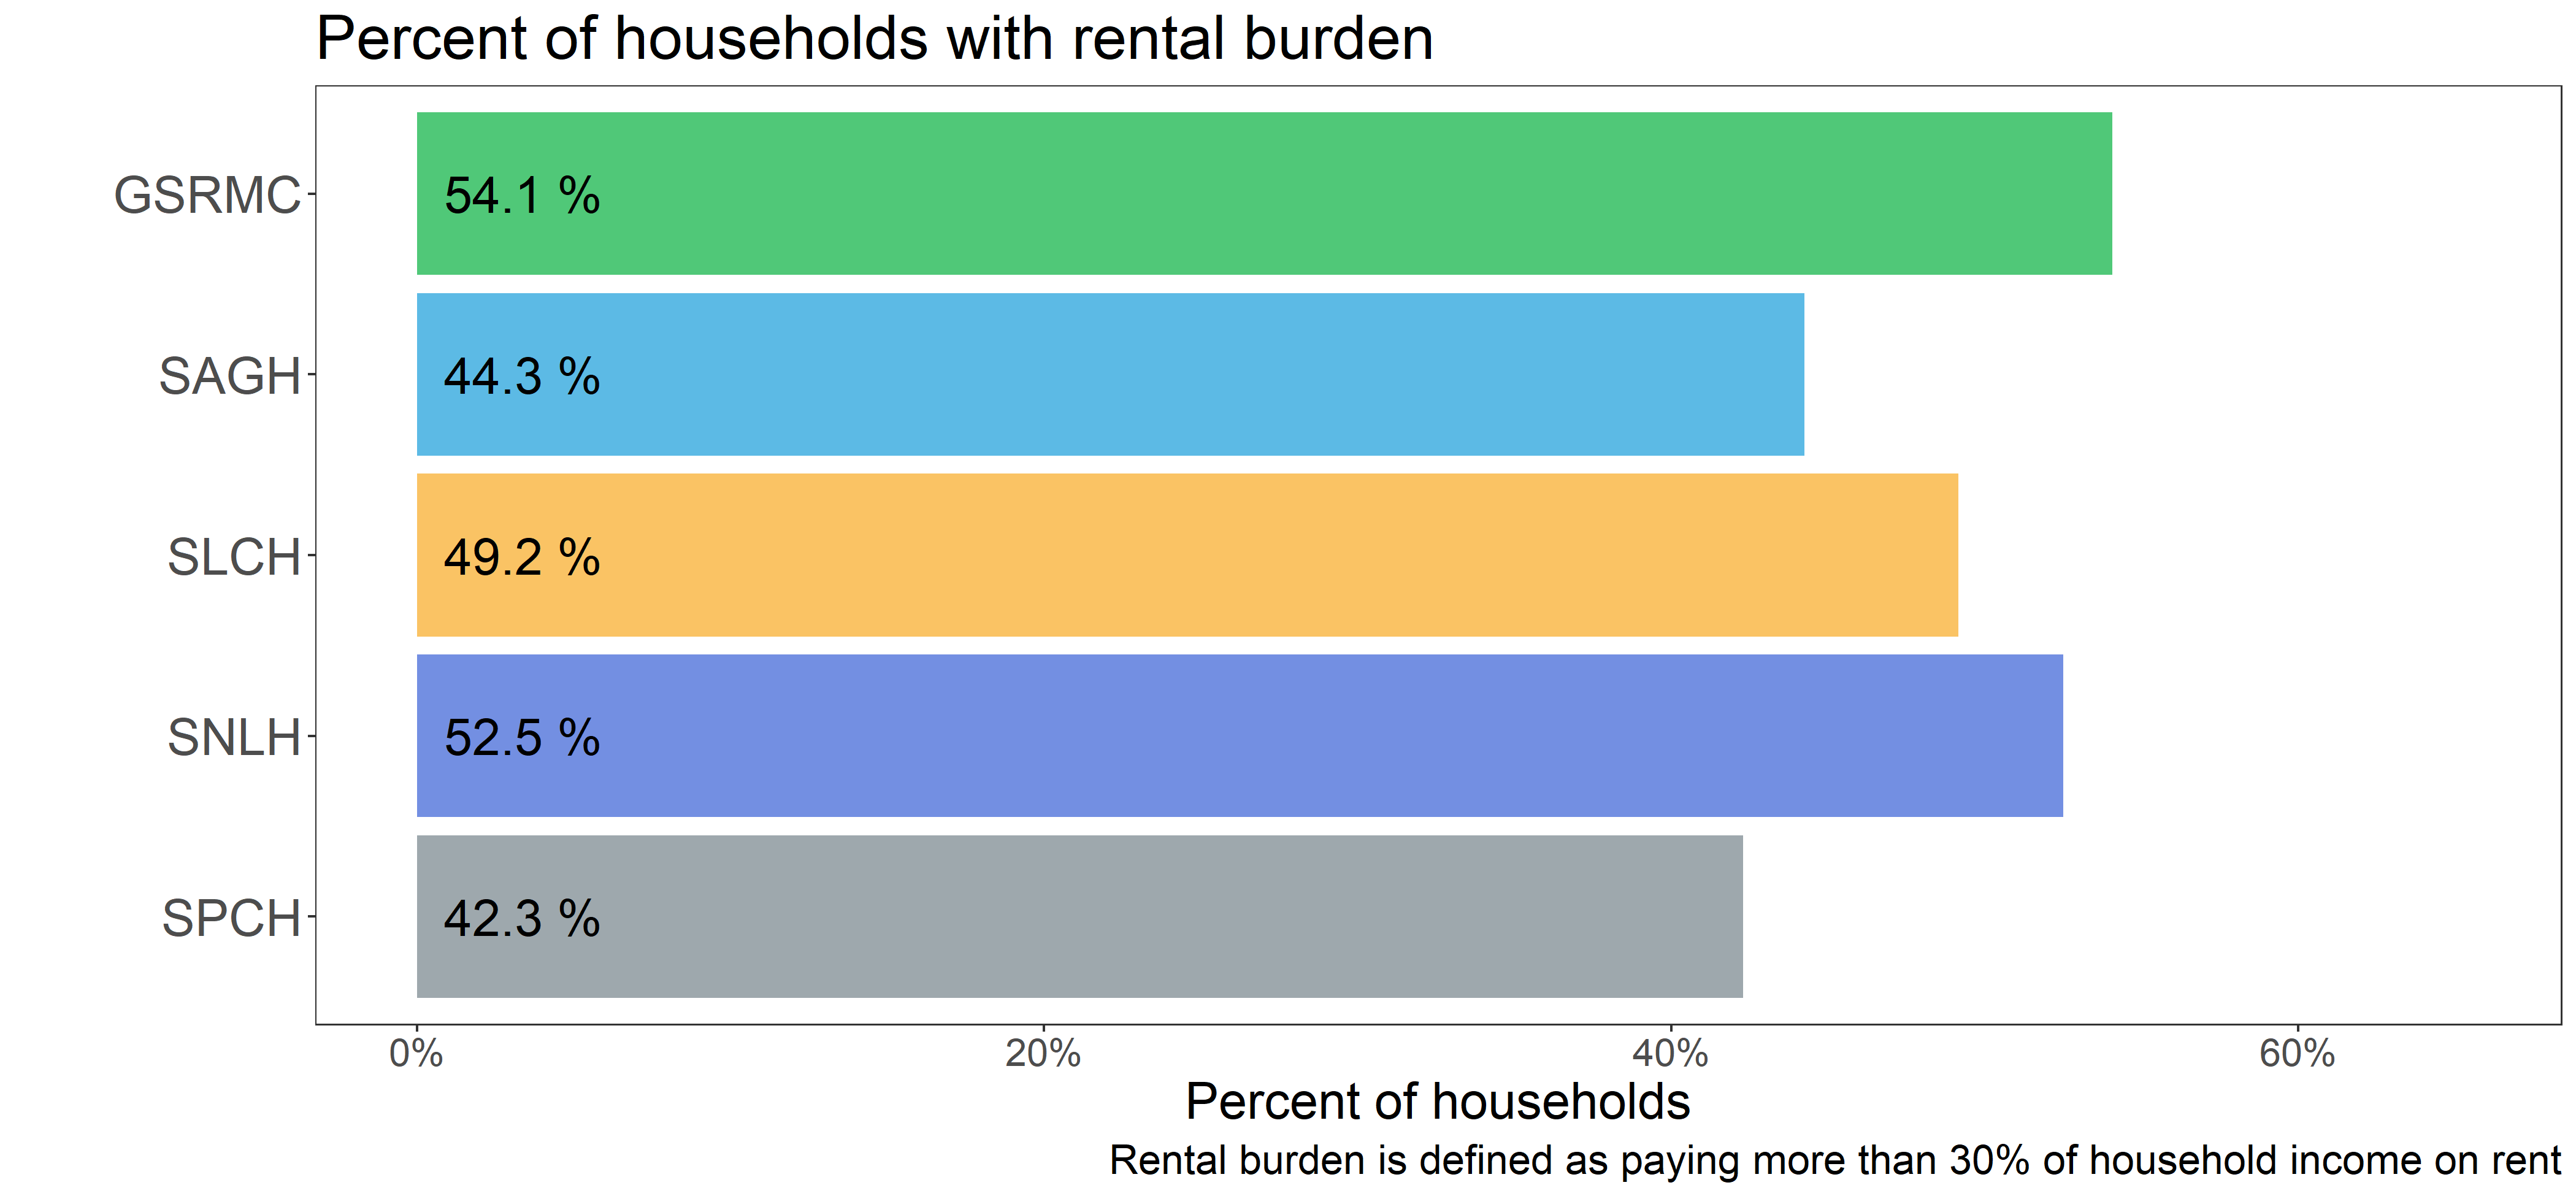 Percent of households with rental burden
GSRMC
54.1 %
SAGH
44.3 %
SLCH
49.2 %
SNLH
52.5 %
SPCH
42.3 %
0%
20%
40%
60%
Percent of households
Rental burden is defined as paying more than 30% of household income on rent